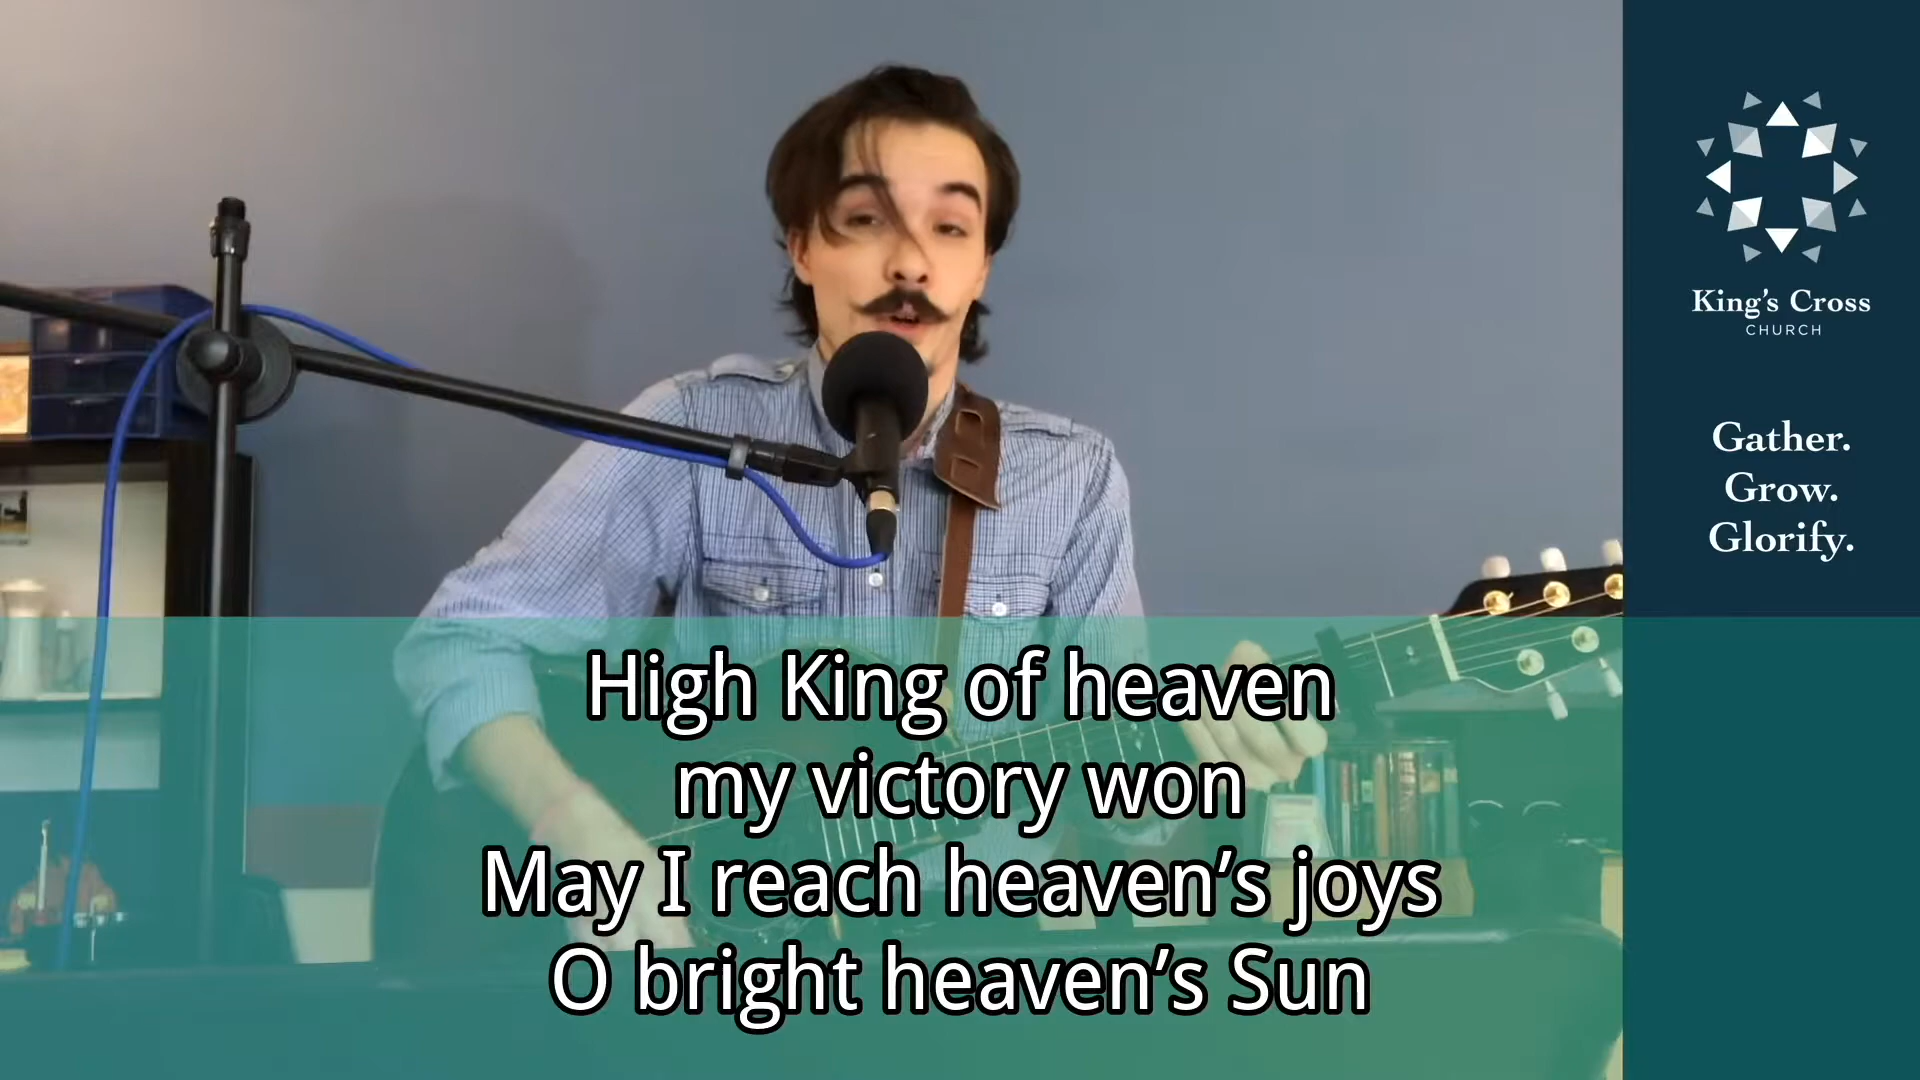 King's Cross
CHURCH
Gather.
Grow.
Glorify.
High King of heaven
my victory won
May I reach heaven’s joys
O bright heaven’s Sun